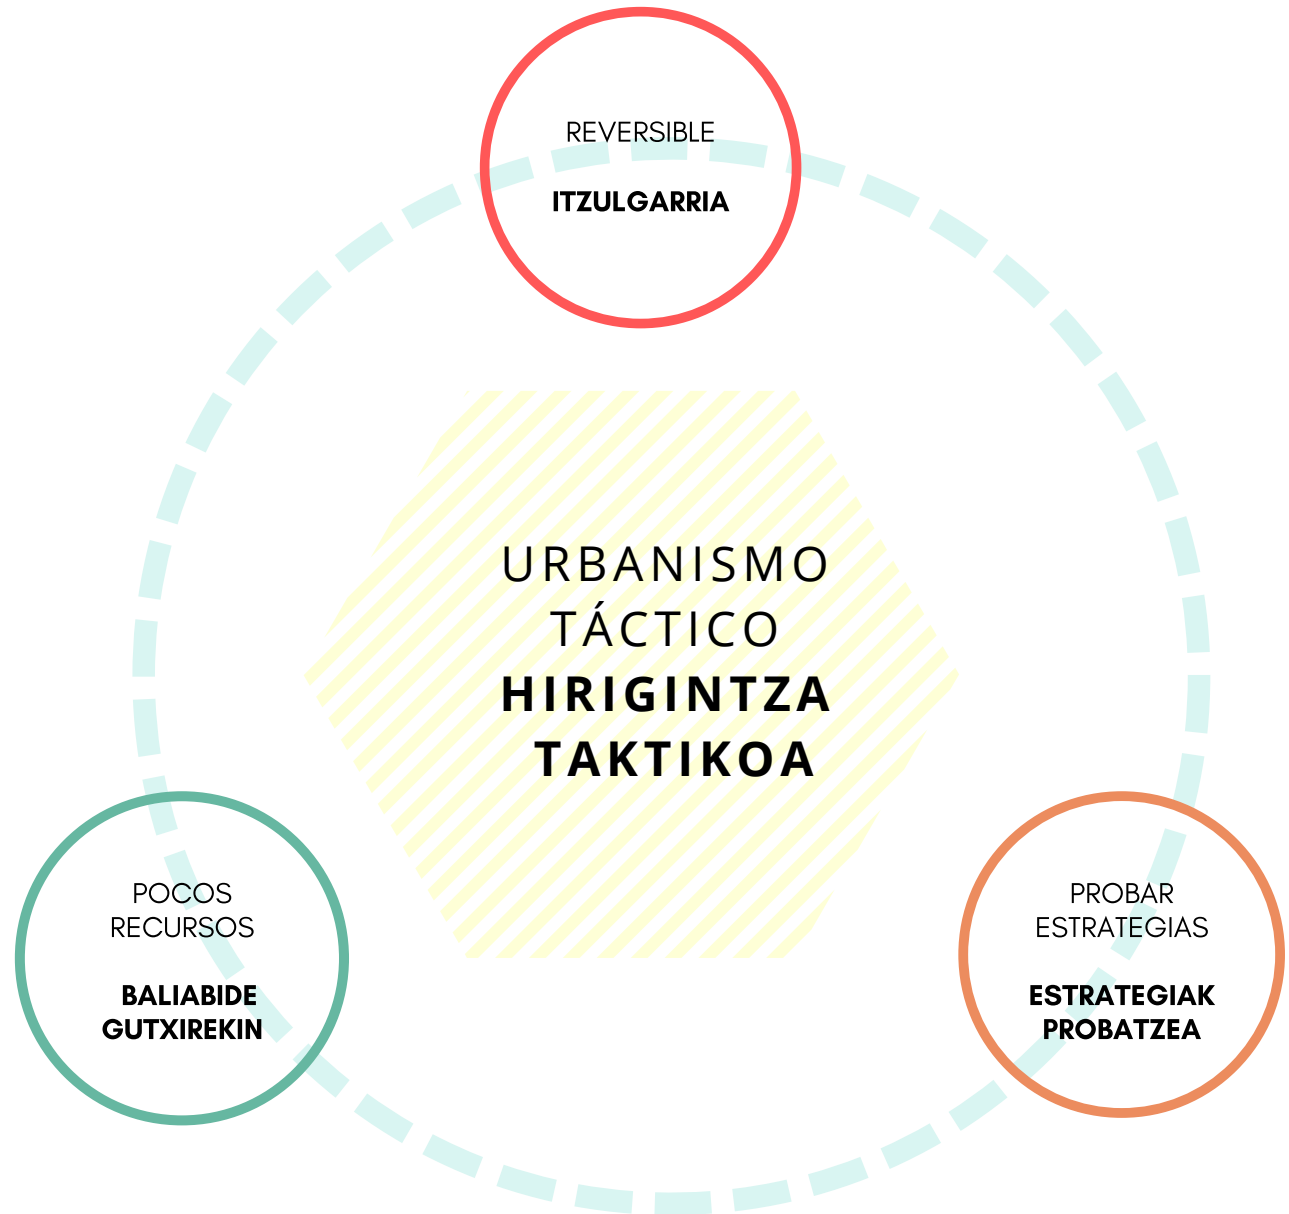 REVERSIBLE
ITZULGARRIA
URBANISMO
TÁCTICO
HIRIGINTZA
TAKTIKOA
POCOS
RECURSOS
BALIABIDE
GUTXIREKIN
PROBAR
ESTRATEGIAS
ESTRATEGIAK
PROBATZEA